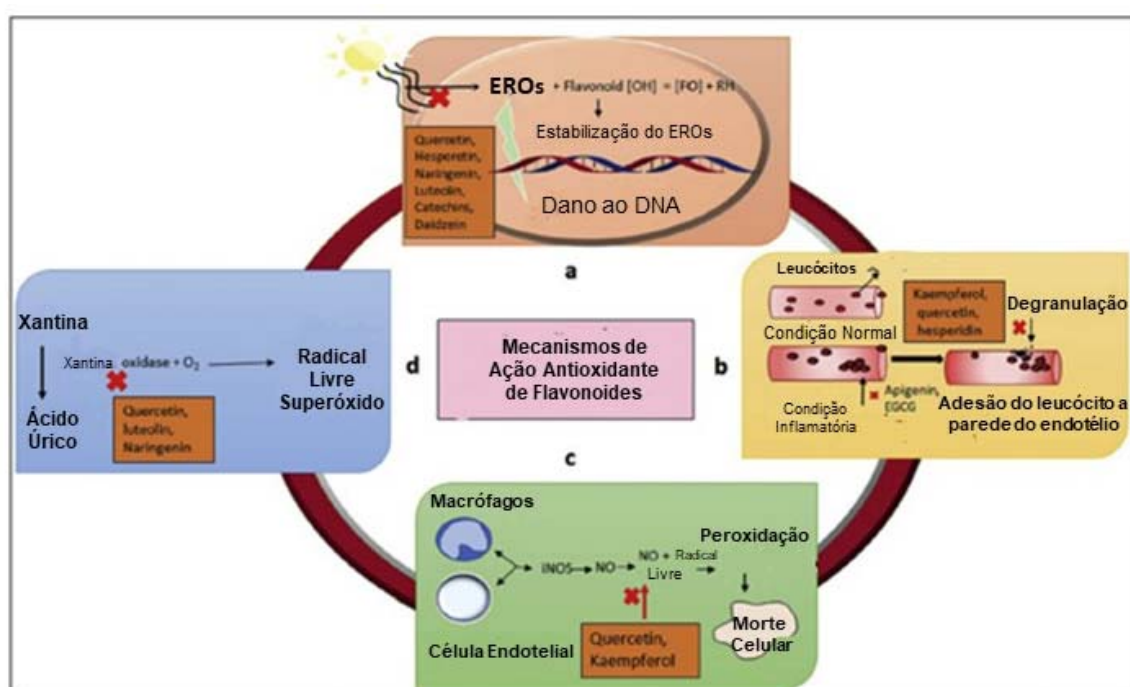 EROs + Flavonoid [OH] = [FO] + RH
Estabilização do EROs
Quercetin,
Hesperetin,
Naringenin,
Luteolin,
Catechins,
Daidzein
Dano ao DNA
a
Leucócitos
Condição Normal
Kaempferol,
quercetin,
hesperidin
Degranulação
Condição
Inflamatória
Apigenin,
EGCG
Adesão do leucócito a
parede do endotélio
b
Mecanismos de
Ação Antioxidante
de Flavonoides
d
Xantina
Xantina oxidase + O₂
Radical
Livre
Superóxido
Ácido
Úrico
Quercetin,
luteolin,
Naringenin
c
Macrófagos
Célula Endotelial
iNOS
NO
NO + Radical
Livre
Peroxidação
Quercetin,
Kaempferol
Morte
Celular